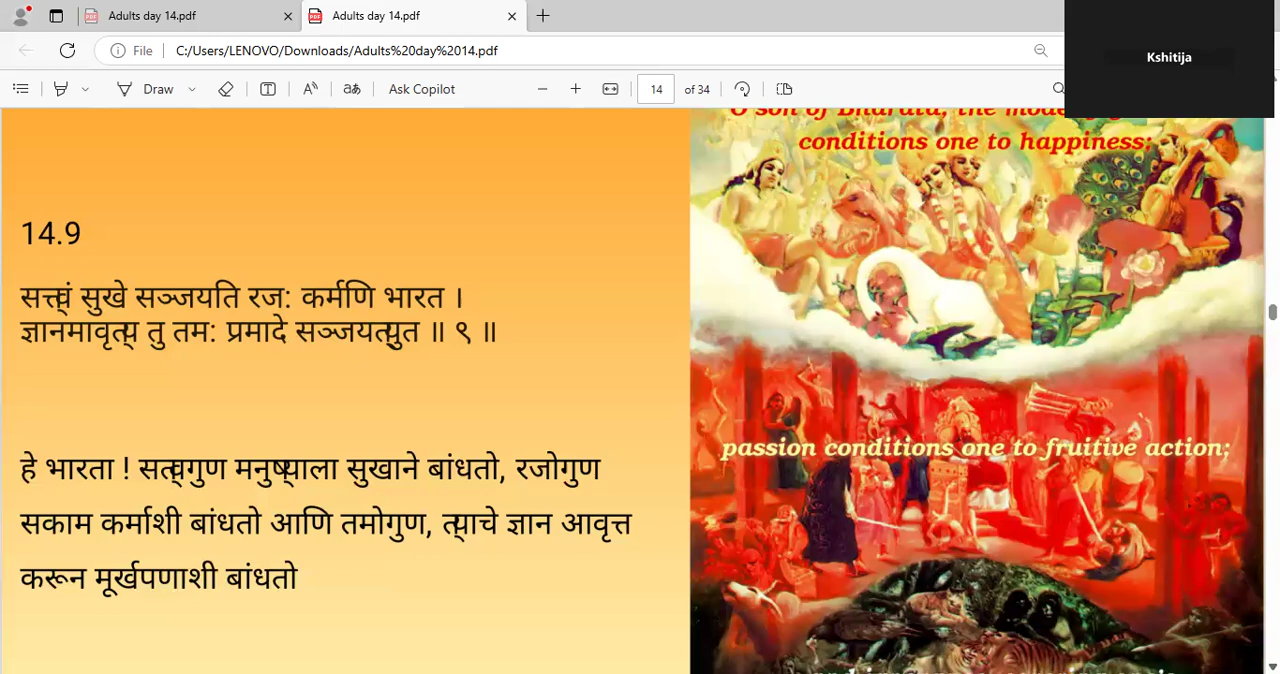 Adults day 14.pdf
Adults day 14.pdf
File
C:/Users/LENOVO/Downloads/Adults%20day%2014.pdf
Kshitija
Draw
aあ
Ask Copilot
14
of 34
conditions one to happiness;
14.9
सत्त्वं सुखे सञ्जयति रज: कर्मणि भारत ।
ज्ञानमावृत्य तु तम: प्रमादे सञ्जयत्युत ॥ ९ ॥
passion conditions one to fruitive action;
हे भारता ! सत्वगुण मनुष्याला सुखाने बांधतो, रजोगुण
सकाम कर्माशी बांधतो आणि तमोगुण, त्याचे ज्ञान आवृत्त
करून मूर्खपणाशी बांधतो